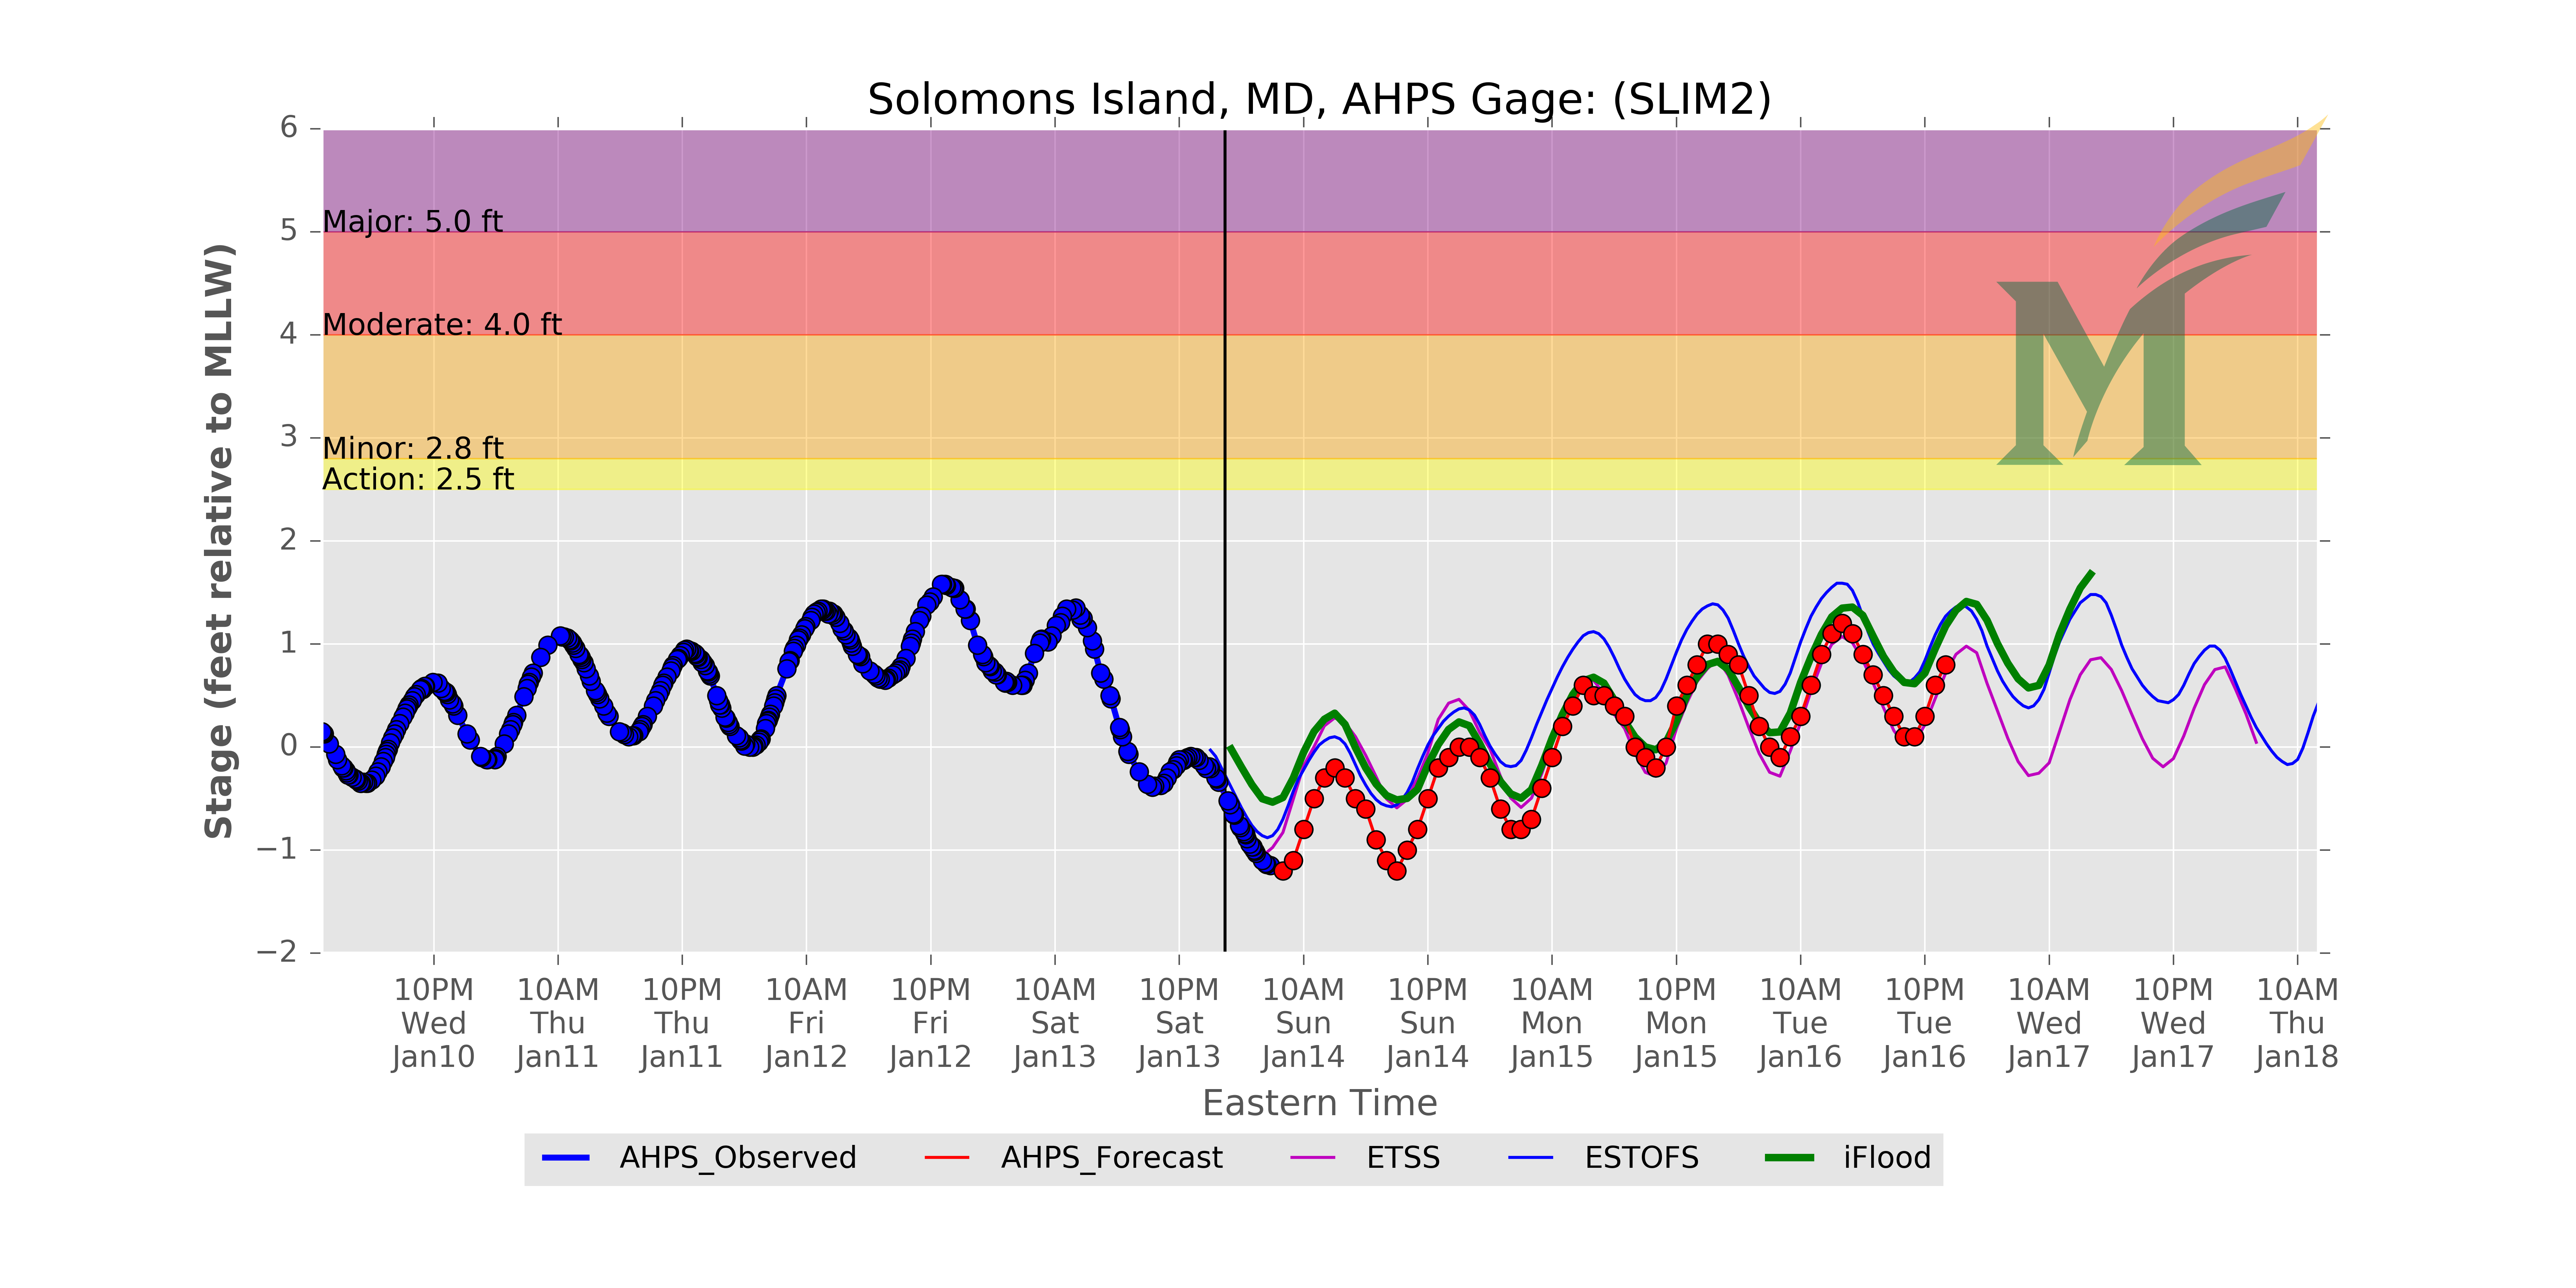 Solomons Island, MD, AHPS Gage: (SLIM2)
Stage (feet relative to MLLW)
6
5
4
3
2
1
0
−1
−2
Major: 5.0 ft
Moderate: 4.0 ft
Minor: 2.8 ft
Action: 2.5 ft
M
10PM 10AM 10PM 10AM 10PM 10AM 10PM 10AM 10PM 10AM 10PM 10AM 10PM 10AM 10PM 10AM
Wed Thu Thu Fri Fri Sat Sat Sun Sun Mon Mon Tue Tue Wed Wed Thu
Jan10 Jan11 Jan11 Jan12 Jan12 Jan13 Jan13 Jan14 Jan14 Jan15 Jan15 Jan16 Jan16 Jan17 Jan17 Jan18
Eastern Time
AHPS_Observed AHPS_Forecast ETSS ESTOFS iFlood